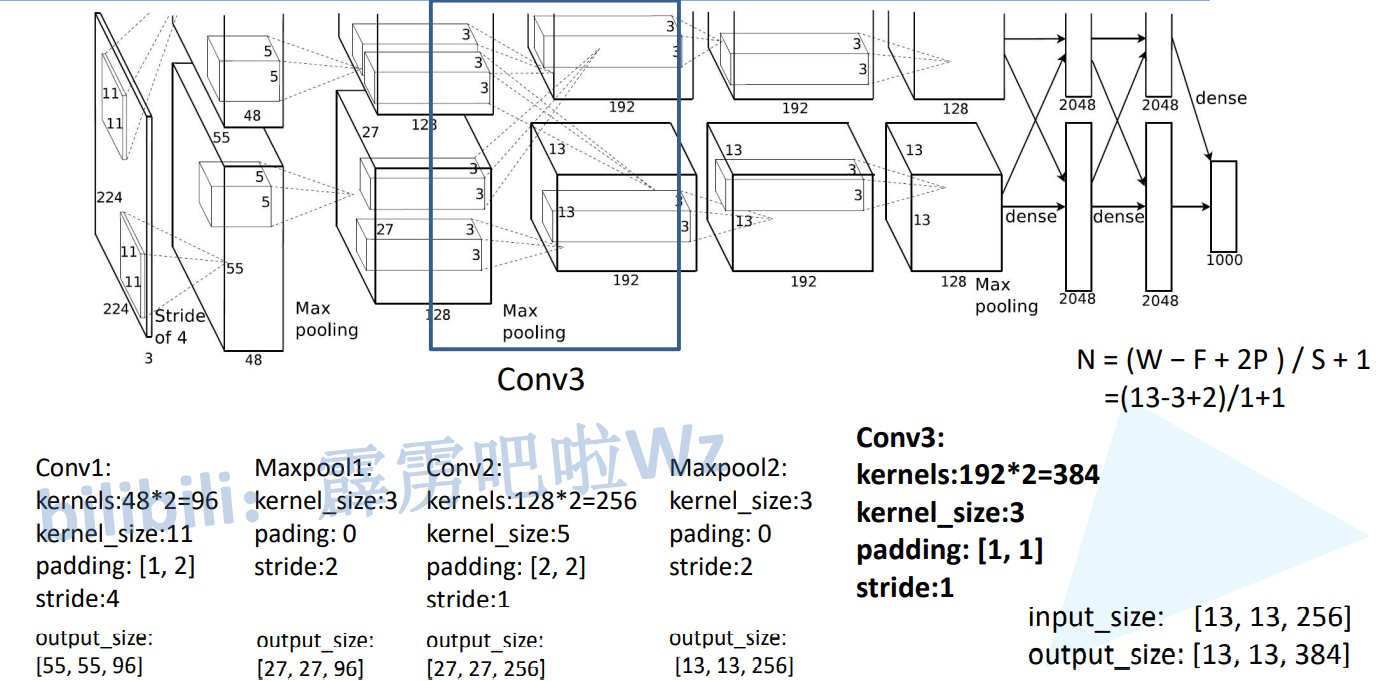 11
11
224
11
11
224
3
Stride
of 4
5
5
48
55
5
5
55
48
Max
pooling
3
3
3
128
27
3
3
27
3
3
128
Max
pooling
3
3
192
13
3
13
3
192
3
3
192
13
3
3
13
192
128
13
13
128
Max
pooling
dense
2048
dense
2048
2048
2048
dense
1000
Conv3
N = (W − F + 2P ) / S + 1
=(13-3+2)/1+1
bilibili：霹雳吧啦Wz
Conv1:
kernels:48*2=96
kernel_size:11
padding: [1, 2]
stride:4
output_size:
[55, 55, 96]
Maxpool1:
kernel_size:3
pading: 0
stride:2
output_size:
[27, 27, 96]
Conv2:
kernels:128*2=256
kernel_size:5
padding: [2, 2]
stride:1
output_size:
[27, 27, 256]
Maxpool2:
kernel_size:3
pading: 0
stride:2
output_size:
[13, 13, 256]
Conv3:
kernels:192*2=384
kernel_size:3
padding: [1, 1]
stride:1
input_size: [13, 13, 256]
output_size: [13, 13, 384]